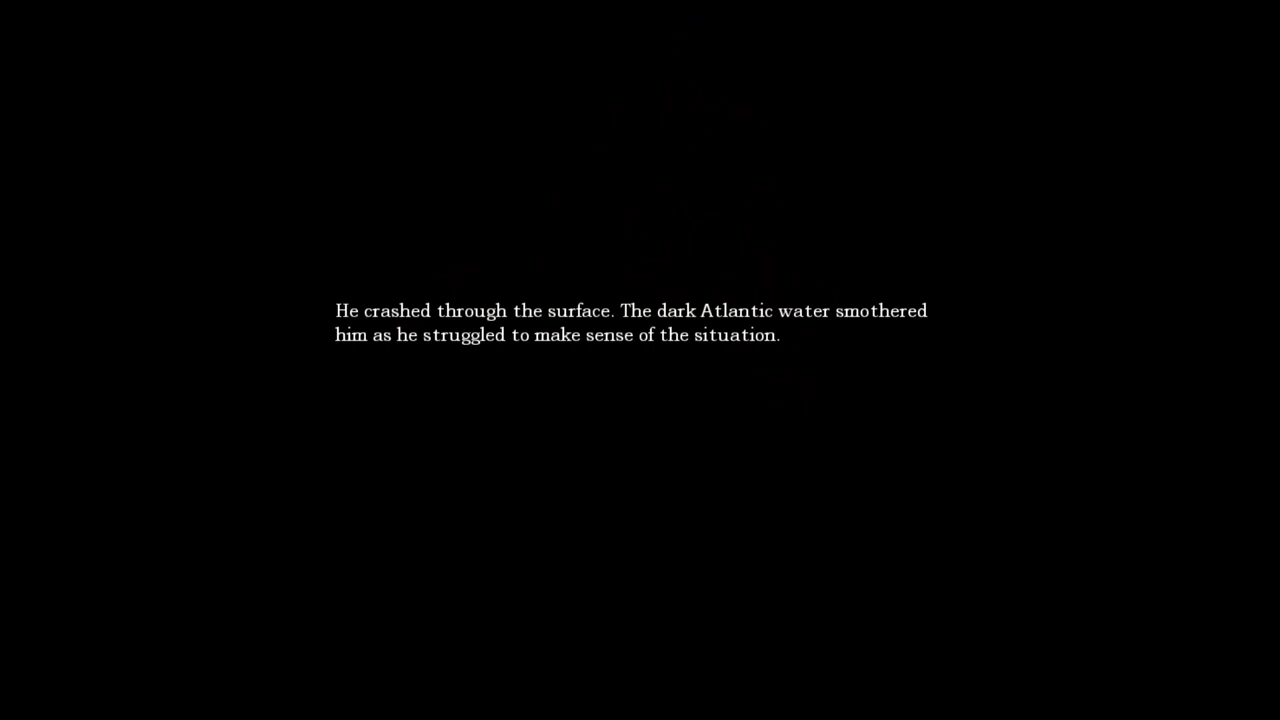 He crashed through the surface. The dark Atlantic water smothered
him as he struggled to make sense of the situation.